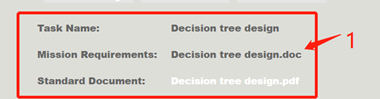 Task Name: Decision tree design
Mission Requirements: Decision tree design.doc
1
Standard Document: Decision tree design.pdf